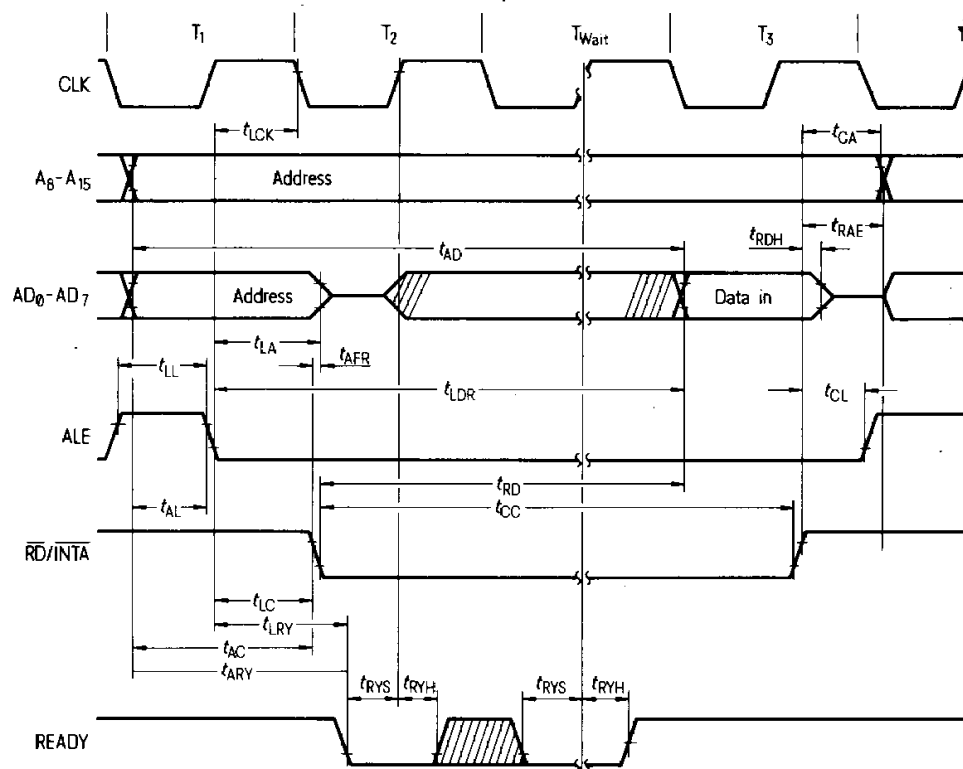 T1 T2 TWait T3 T
CLK
tLCK tCA
A8-A15 Address
tRDH tRAE
tAD
AD0-AD7 Address Data in
tLA tAFR
tLL tLDR tCL
ALE
tRD
tAL tCC
RD/INTA
tLC
tLRY
tAC
tARY
tRYS tRYH tRYS tRYH
READY